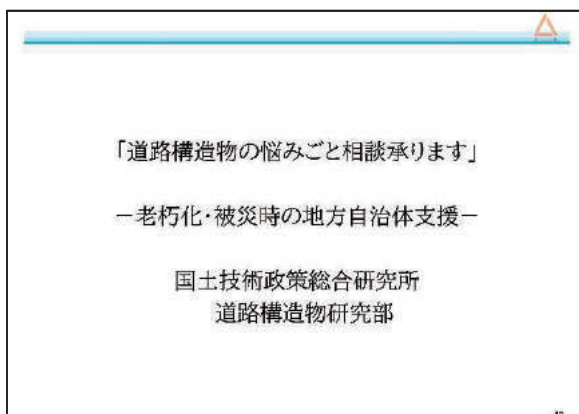 「道路構造物の悩みごと相談承ります」
－老朽化・被災時の地方自治体支援－
国土技術政策総合研究所
道路構造物研究部